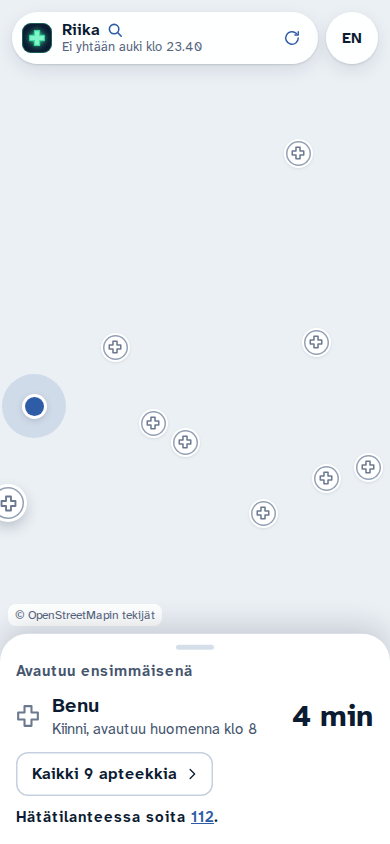 Riika
Ei yhtään auki klo 23.40
EN
© OpenStreetMapin tekijät
Avautuu ensimmäisenä
Benu
Kiinni, avautuu huomenna klo 8
4 min
Kaikki 9 apteekkia
Hätätilanteessa soita 112.